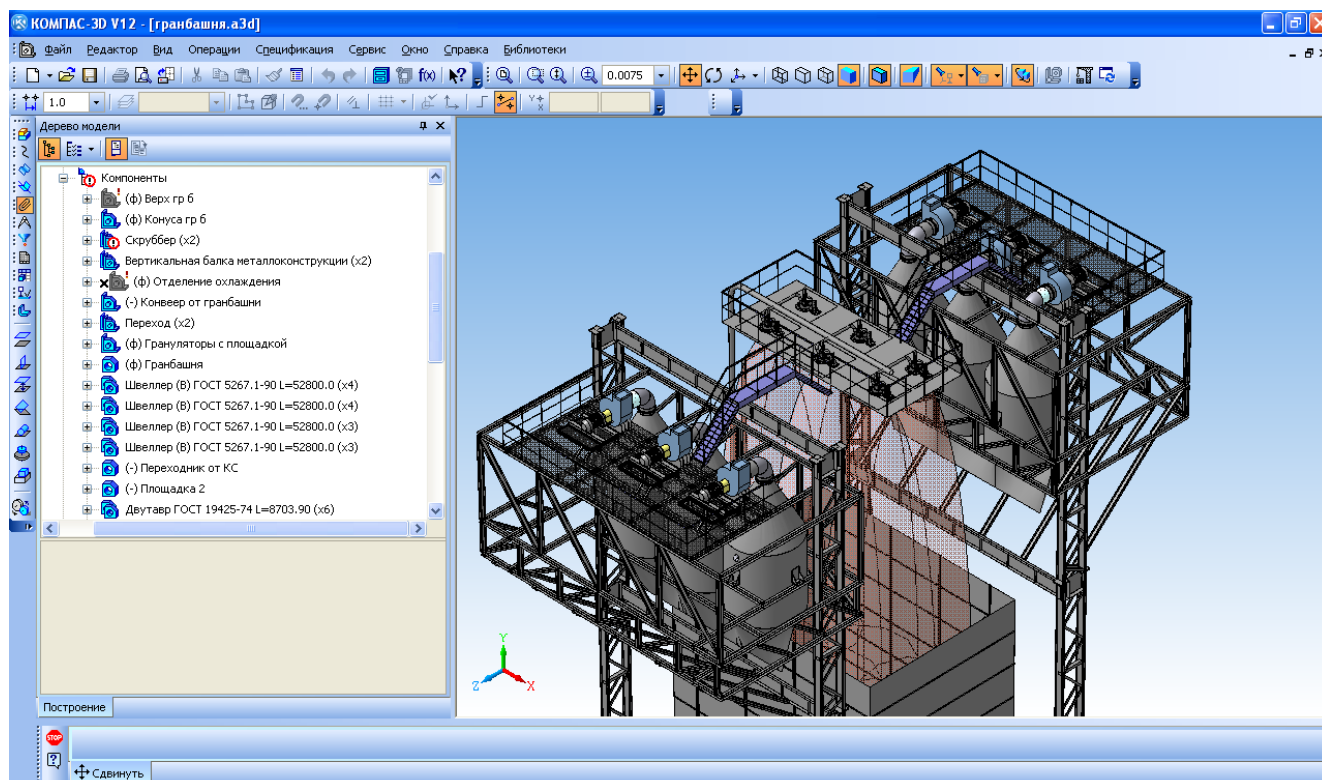 КОМПАС-3D V12 - [гранбашня.a3d]
Файл Редактор Вид Операции Спецификация Сервис Окно Справка Библиотеки
0.0075
f(x)
1.0
Дерево модели
Компоненты
(ф) Верх гр б
(ф) Конуса гр б
Скруббер (x2)
Вертикальная балка металлоконструкции (x2)
(ф) Отделение охлаждения
(-) Конвеер от гранбашни
Переход (x2)
(ф) Грануляторы с площадкой
(ф) Гранбашня
Швеллер (В) ГОСТ 5267.1-90 L=52800.0 (x4)
Швеллер (В) ГОСТ 5267.1-90 L=52800.0 (x4)
Швеллер (В) ГОСТ 5267.1-90 L=52800.0 (x3)
Швеллер (В) ГОСТ 5267.1-90 L=52800.0 (x3)
(-) Переходник от КС
(-) Площадка 2
Двутавр ГОСТ 19425-74 L=8703.90 (x6)
Y
Z X
Построение
STOP
Сдвинуть